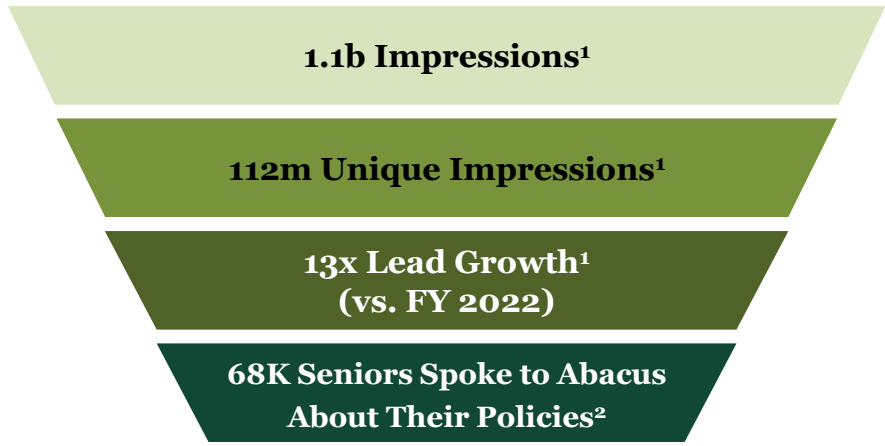 1.1b Impressions¹
112m Unique Impressions¹
13x Lead Growth¹
(vs. FY 2022)
68K Seniors Spoke to Abacus
About Their Policies²